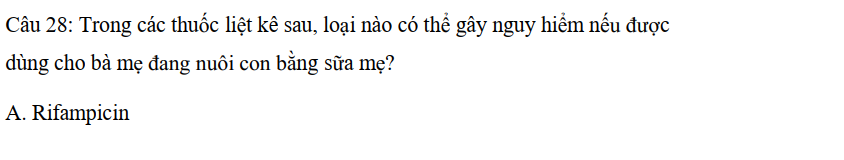 Câu 28: Trong các thuốc liệt kê sau, loại nào có thể gây nguy hiểm nếu được
dùng cho bà mẹ đang nuôi con bằng sữa mẹ?
A. Rifampicin